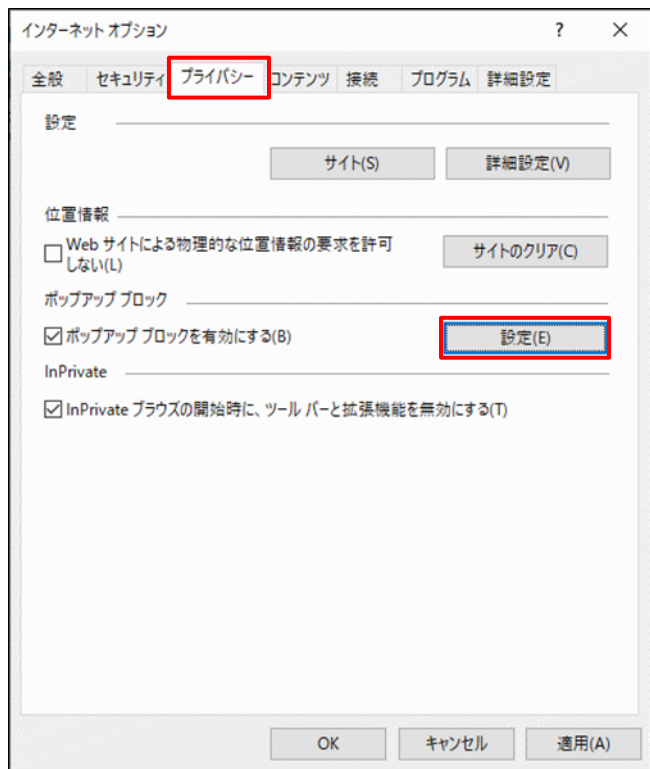 インターネット オプション ?
全般 セキュリティ プライバシー コンテンツ 接続 プログラム 詳細設定
設定
サイト(S) 詳細設定(V)
位置情報
Web サイトによる物理的な位置情報の要求を許可
しない(L)
サイトのクリア(C)
ポップアップ ブロック
ポップアップ ブロックを有効にする(B) 設定(E)
InPrivate
InPrivate ブラウズの開始時に、ツール バーと拡張機能を無効にする(T)
OK キャンセル 適用(A)